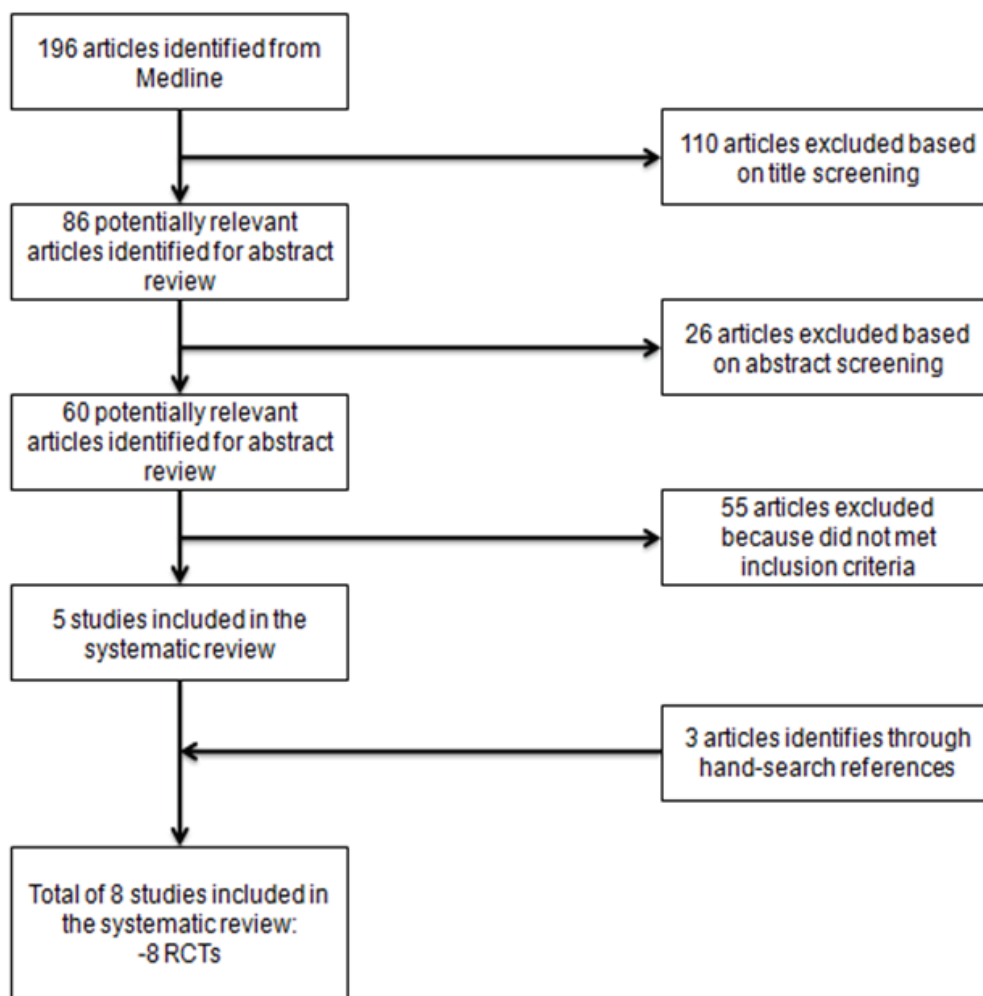 196 articles identified from
Medline
110 articles excluded based
on title screening
86 potentially relevant
articles identified for abstract
review
26 articles excluded based
on abstract screening
60 potentially relevant
articles identified for abstract
review
55 articles excluded
because did not met
inclusion criteria
5 studies included in the
systematic review
3 articles identifies through
hand-search references
Total of 8 studies included in
the systematic review:
-8 RCTs